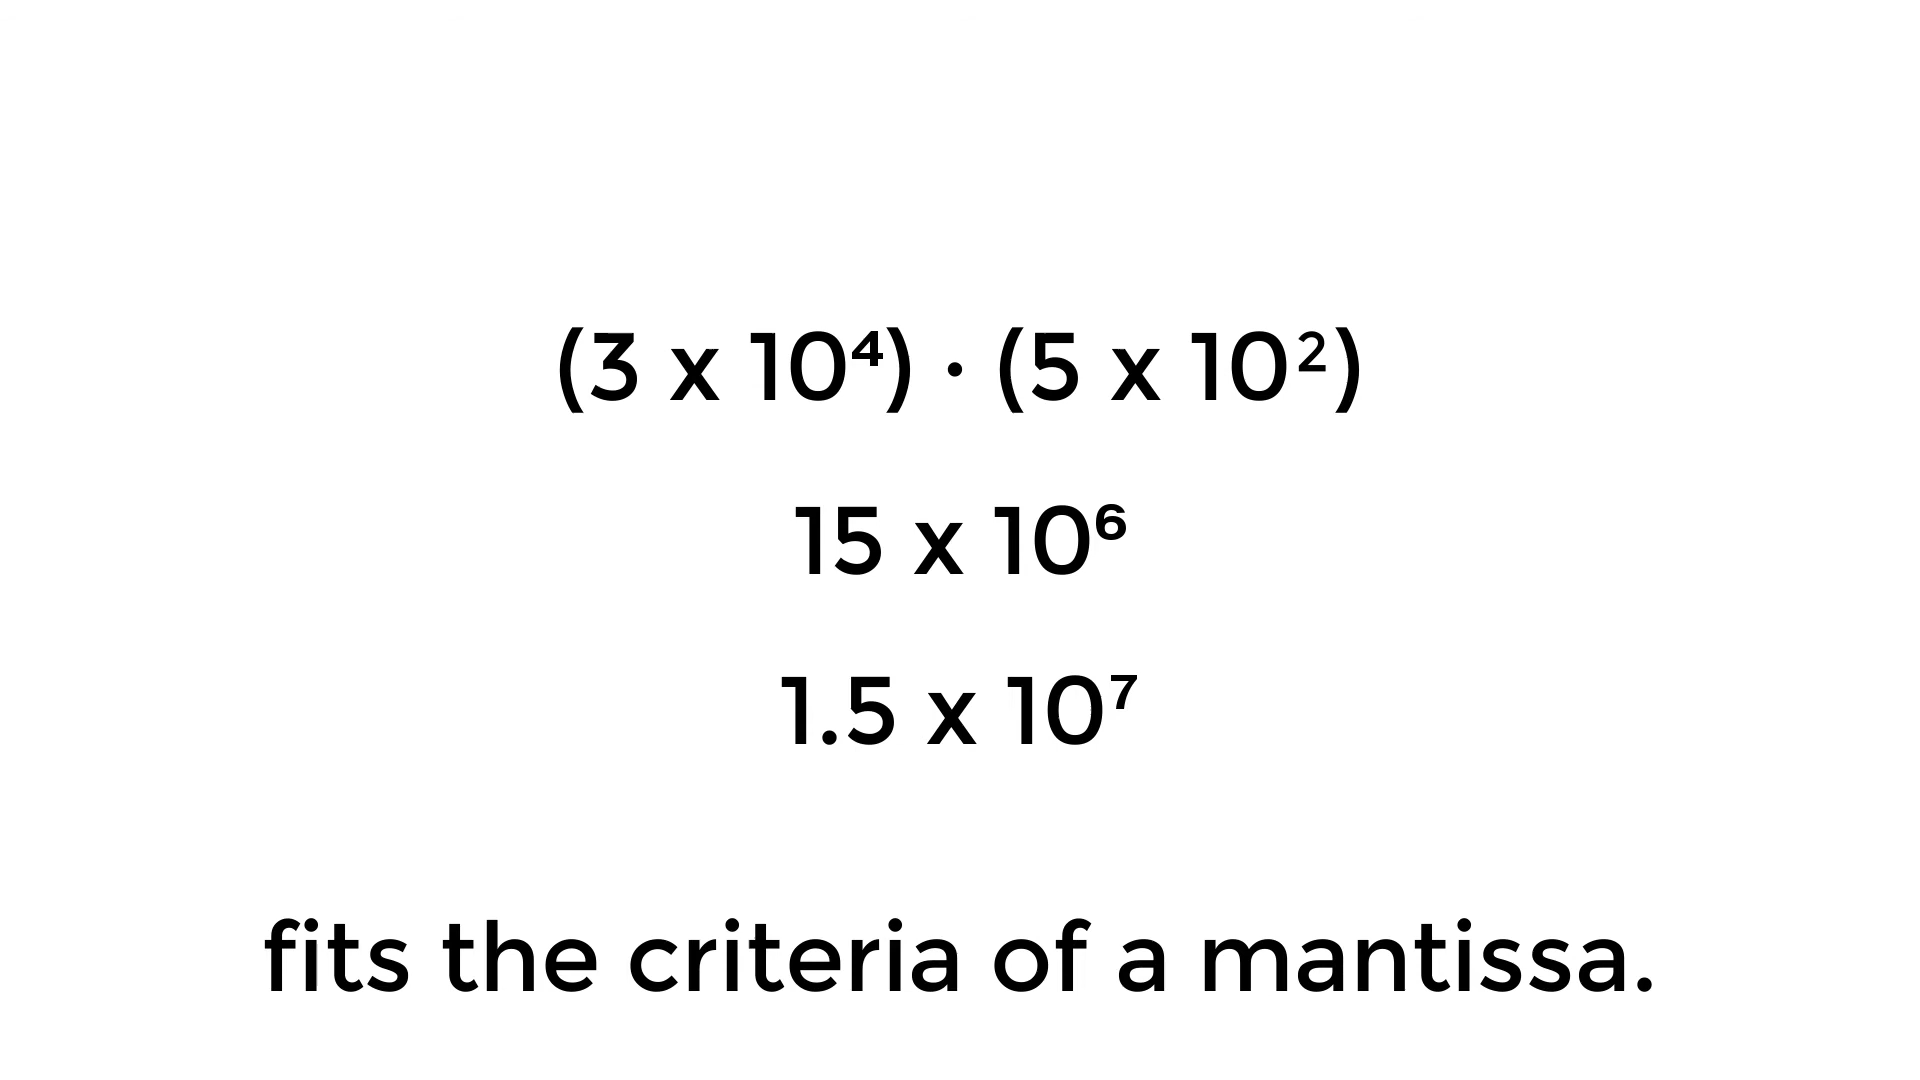 (3 x 10⁴) · (5 x 10²)
15 x 10⁶
1.5 x 10⁷
fits the criteria of a mantissa.